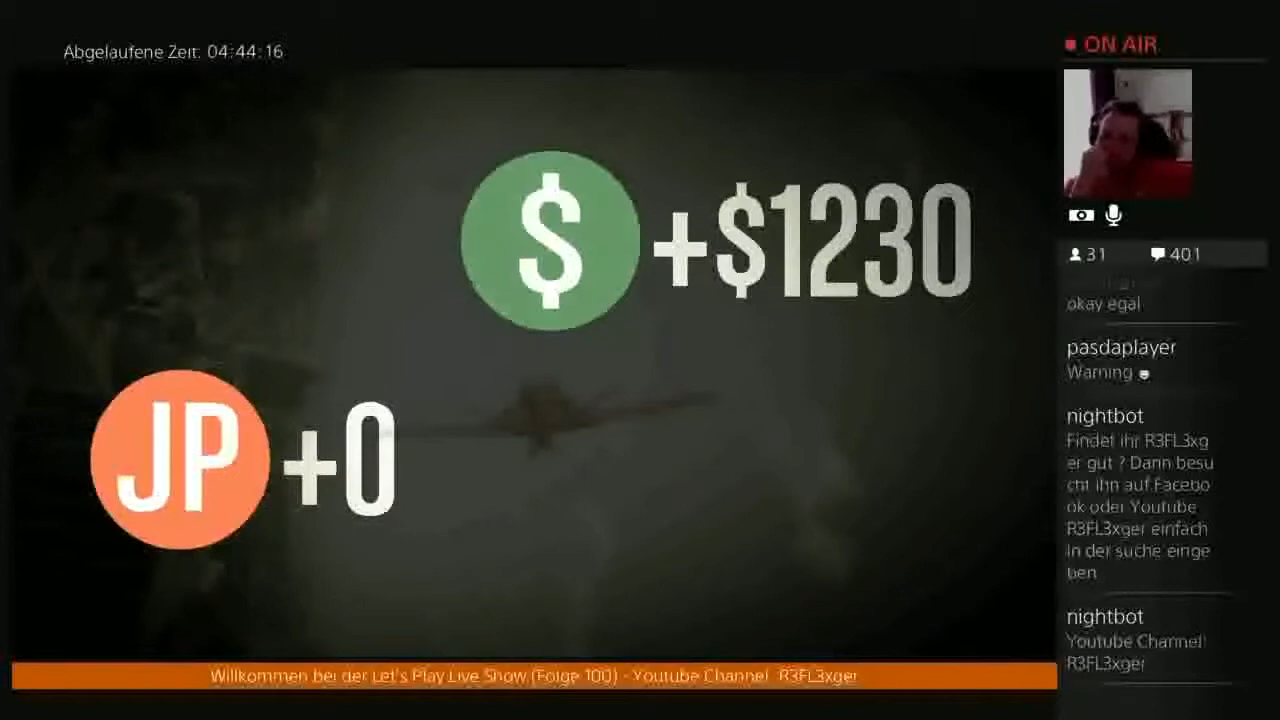 Abgelaufene Zeit: 04:44:16
ON AIR
$ +$1230
JP +0
31 401
okay egal
pasdaplayer
Warning
nightbot
Findet ihr R3FL3xg
er gut ? Dann besu
cht ihn auf Facebo
ok oder Youtube
R3FL3xger einfach
in der suche einge
ben
nightbot
Youtube Channel:
R3FL3xger
Willkommen bei der Let's Play Live Show (Folge 100) - Youtube Channel: R3FL3xger